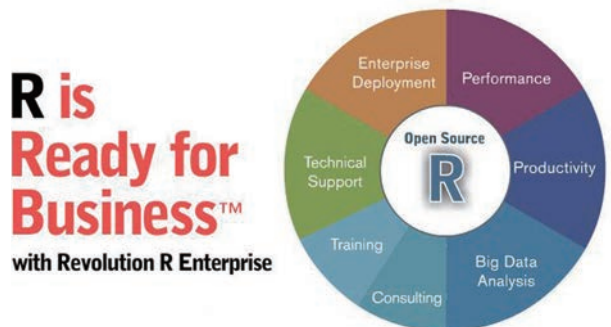 R is
Ready for
Business™
with Revolution R Enterprise
Enterprise
Deployment
Performance
Productivity
Big Data
Analysis
Consulting
Training
Technical
Support
Open Source
R